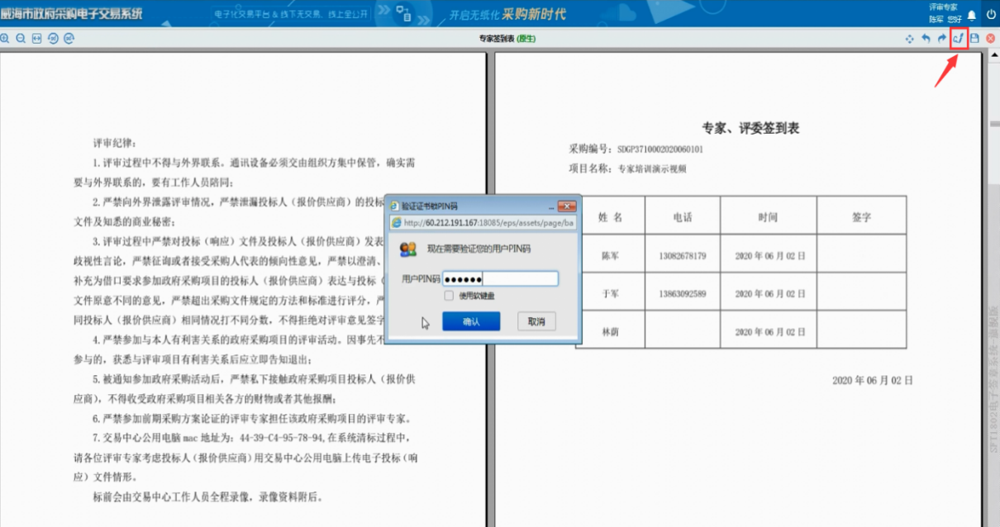 威海市政府采购电子交易系统
电子化交易平台 & 线下无交易、线上全公开
开启无纸化 采购新时代
评审专家
陈军 您好
专家签到表 (原生)
评审纪律：
1.评审过程中不得与外界联系。通讯设备必须交由组织方集中保管，确实需
要与外界联系的，要有工作人员陪同；
2.严禁向外界泄露评审情况，严禁泄漏投标人（报价供应商）的投标
文件及知悉的商业秘密；
3.评审过程中严禁对投标（响应）文件及投标人（报价供应商）发表
歧视性言论，严禁征询或者接受采购人代表的倾向性意见，严禁以澄清、
补充为借口要求参加政府采购项目的投标人（报价供应商）表达与投标（
文件原意不同的意见，严禁超出采购文件规定的方法和标准进行评分，严
同投标人（报价供应商）相同情况打不同分数，不得拒绝对评审意见签字
4.严禁参加与本人有利害关系的政府采购项目的评审活动。因事先不
参与的，获悉与评审项目有利害关系后应立即告知退出；
5.被通知参加政府采购活动后，严禁私下接触政府采购项目投标人（报价供
应商），不得收受政府采购项目相关各方的财物或者其他报酬；
6.严禁参加前期采购方案论证的评审专家担任该政府采购项目的评审专家。
7.交易中心公用电脑 mac 地址为：44-39-C4-95-78-94,在系统清标过程中，
请各位评审专家考虑投标人（报价供应商）用交易中心公用电脑上传电子投标（响
应）文件情形。
标前会由交易中心工作人员全程录像，录像资料附后。
验证证书锁PIN码
http://60.212.191.167:18085/eps/assets/page/ba
现在需要验证您的用户PIN码
用户PIN码
使用软键盘
确认 取消
专家、评委签到表
采购编号：SDGP3710002020060101
项目名称：专家培训演示视频
姓 名 电话 时间 签字
陈军 13082678179 2020 年 06 月 02 日
于军 13863092589 2020 年 06 月 02 日
林荫 2020 年 06 月 02 日
2020 年 06 月 02 日